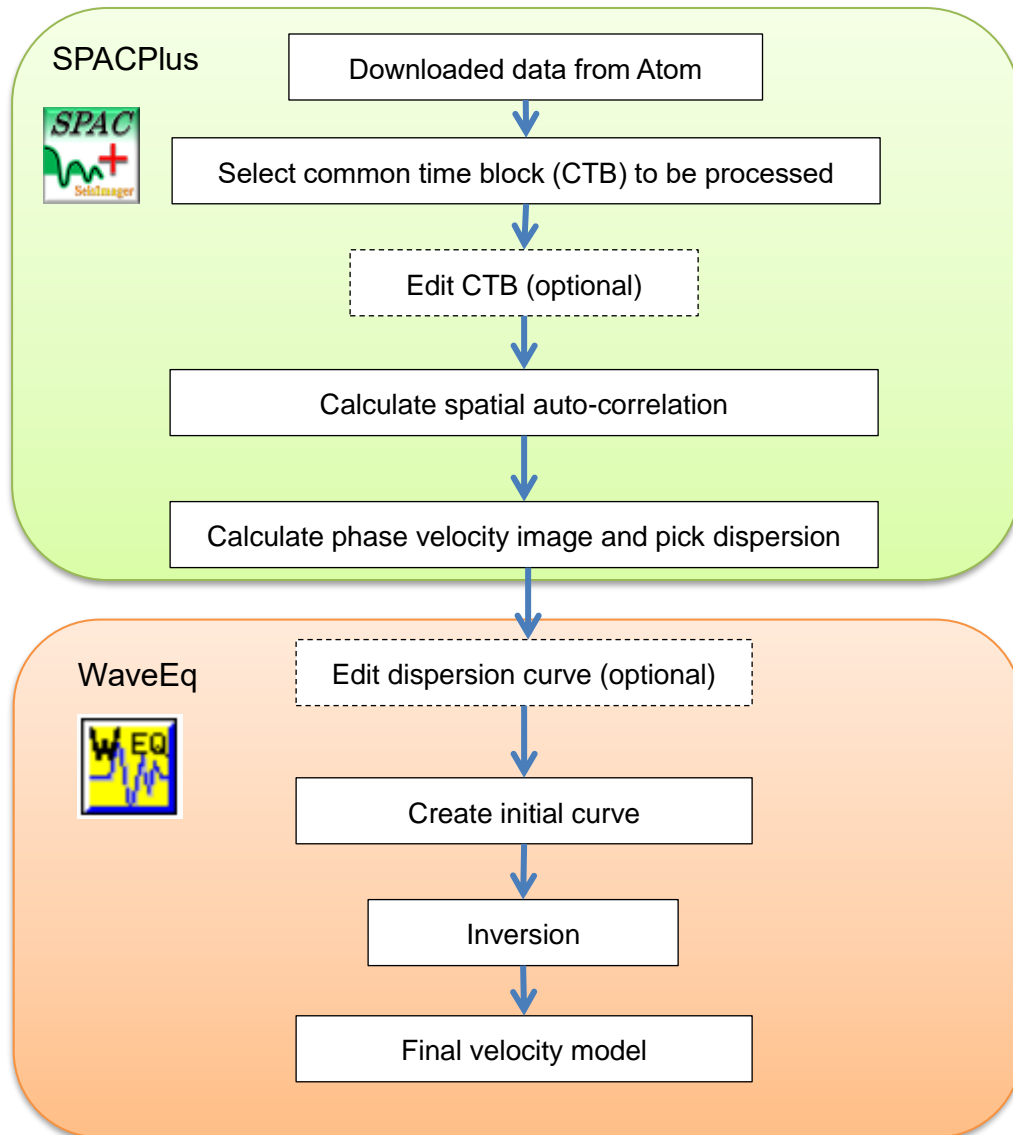 SPACPlus
Downloaded data from Atom
SPAC
+
SeisImager
Select common time block (CTB) to be processed
Edit CTB (optional)
Calculate spatial auto-correlation
Calculate phase velocity image and pick dispersion
WaveEq
Edit dispersion curve (optional)
W EQ
Create initial curve
Inversion
Final velocity model